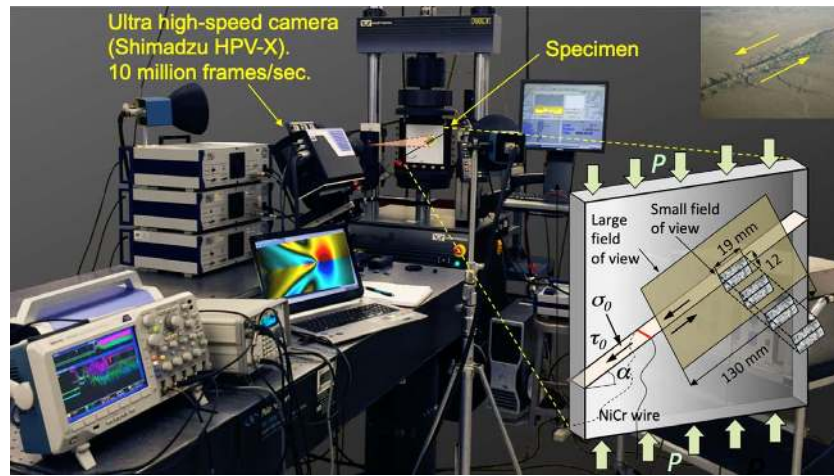 Ultra high-speed camera
(Shimadzu HPV-X).
10 million frames/sec.
Specimen
P
Large
field
of view
Small field
of view
19 mm
12
σ₀
τ₀
α
130 mm
NiCr wire
P